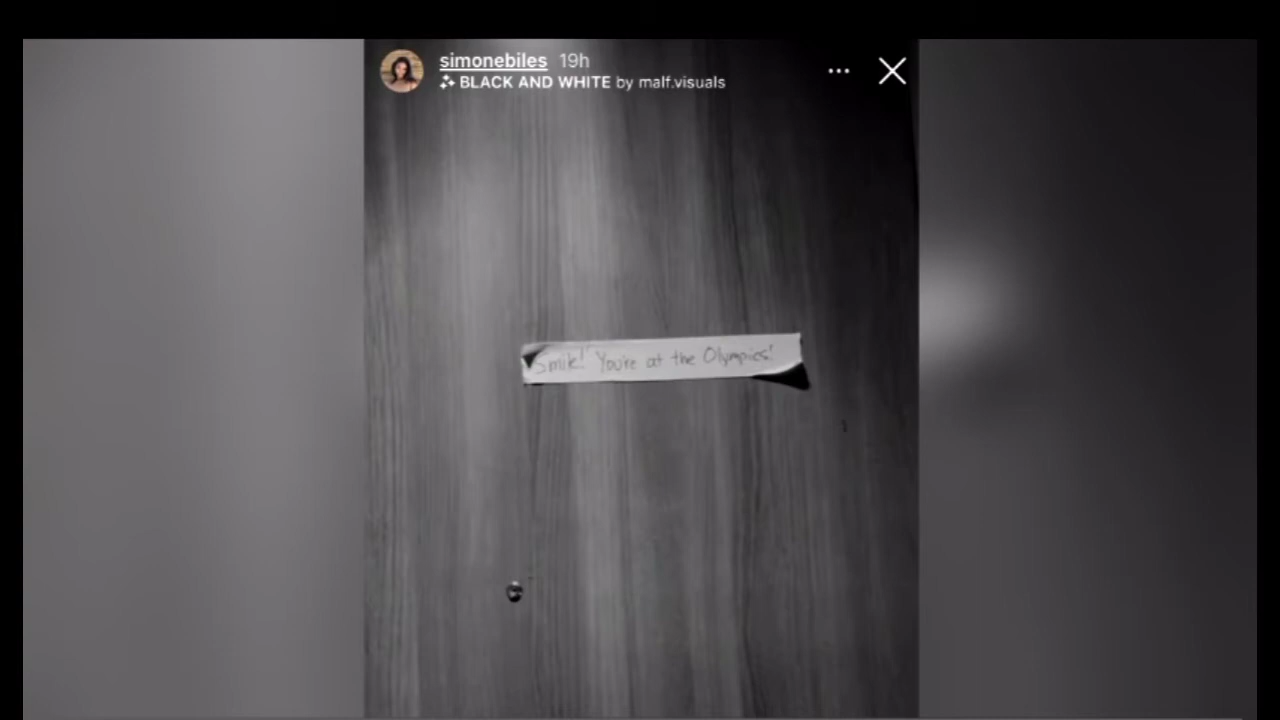 simonebiles 19h
BLACK AND WHITE by malf.visuals
Smile! You're at the Olympics!